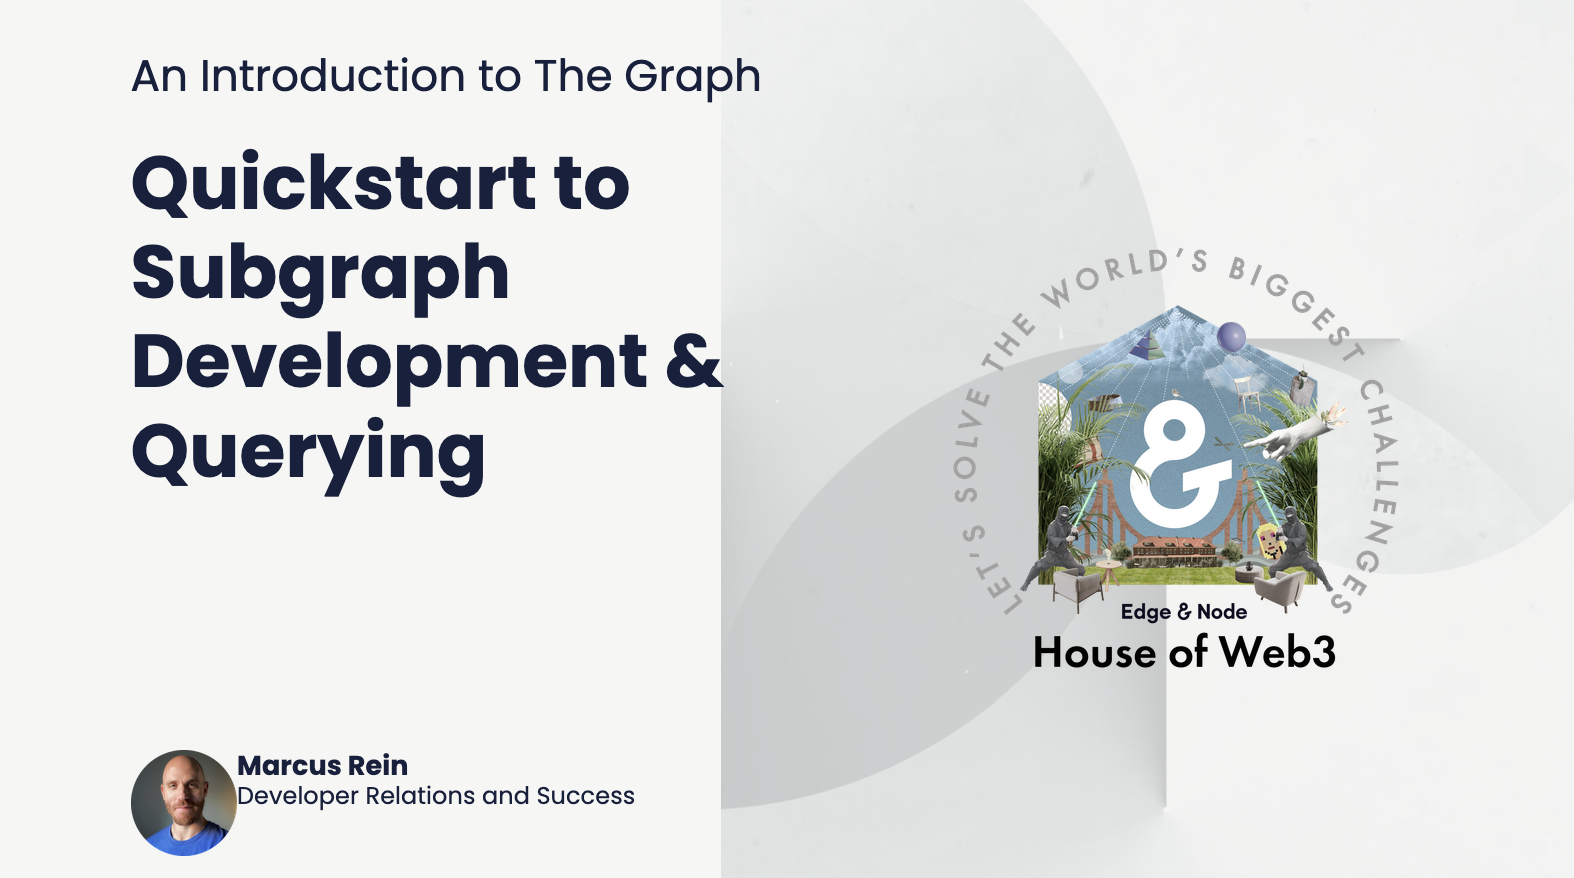 An Introduction to The Graph
Quickstart to
Subgraph
Development &
Querying
LET'S SOLVE THE WORLD'S BIGGEST CHALLENGES
&
Edge & Node
House of Web3
Marcus Rein
Developer Relations and Success